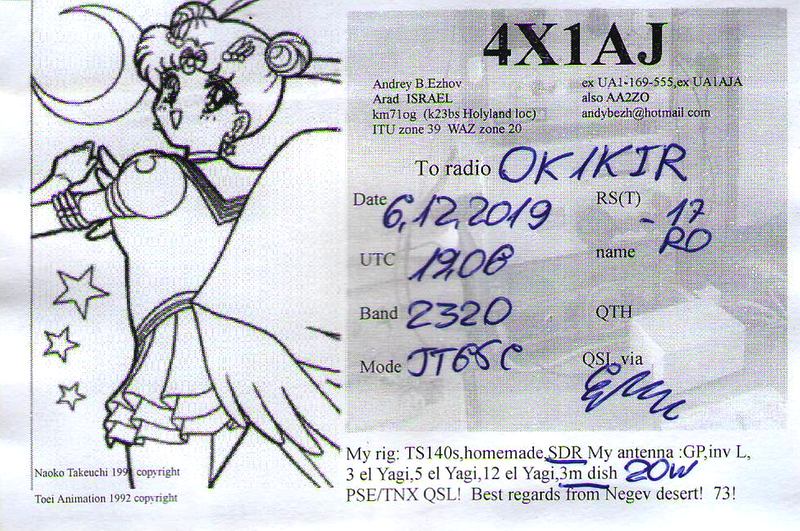 4X1AJ
Andrey B Ezhov
Arad ISRAEL
km71og (k23bs Holyland loc)
ITU zone 39 WAZ zone 20
ex UA1-169-555,ex UA1AJA
also AA2ZO
andybezh@hotmail.com
To radio OK1KIR
Date 6,12,2019
RS(T) -17
UTC 19,06
name RO
Band 2320
QTH
Mode JT65C
QSL via
My rig: TS140s,homemade,SDR My antenna :GP,inv L,
3 el Yagi,5 el Yagi,12 el Yagi,3m dish 20W
PSE/TNX QSL! Best regards from Negev desert! 73!
Naoko Takeuchi 1992 copyright
Toei Animation 1992 copyright